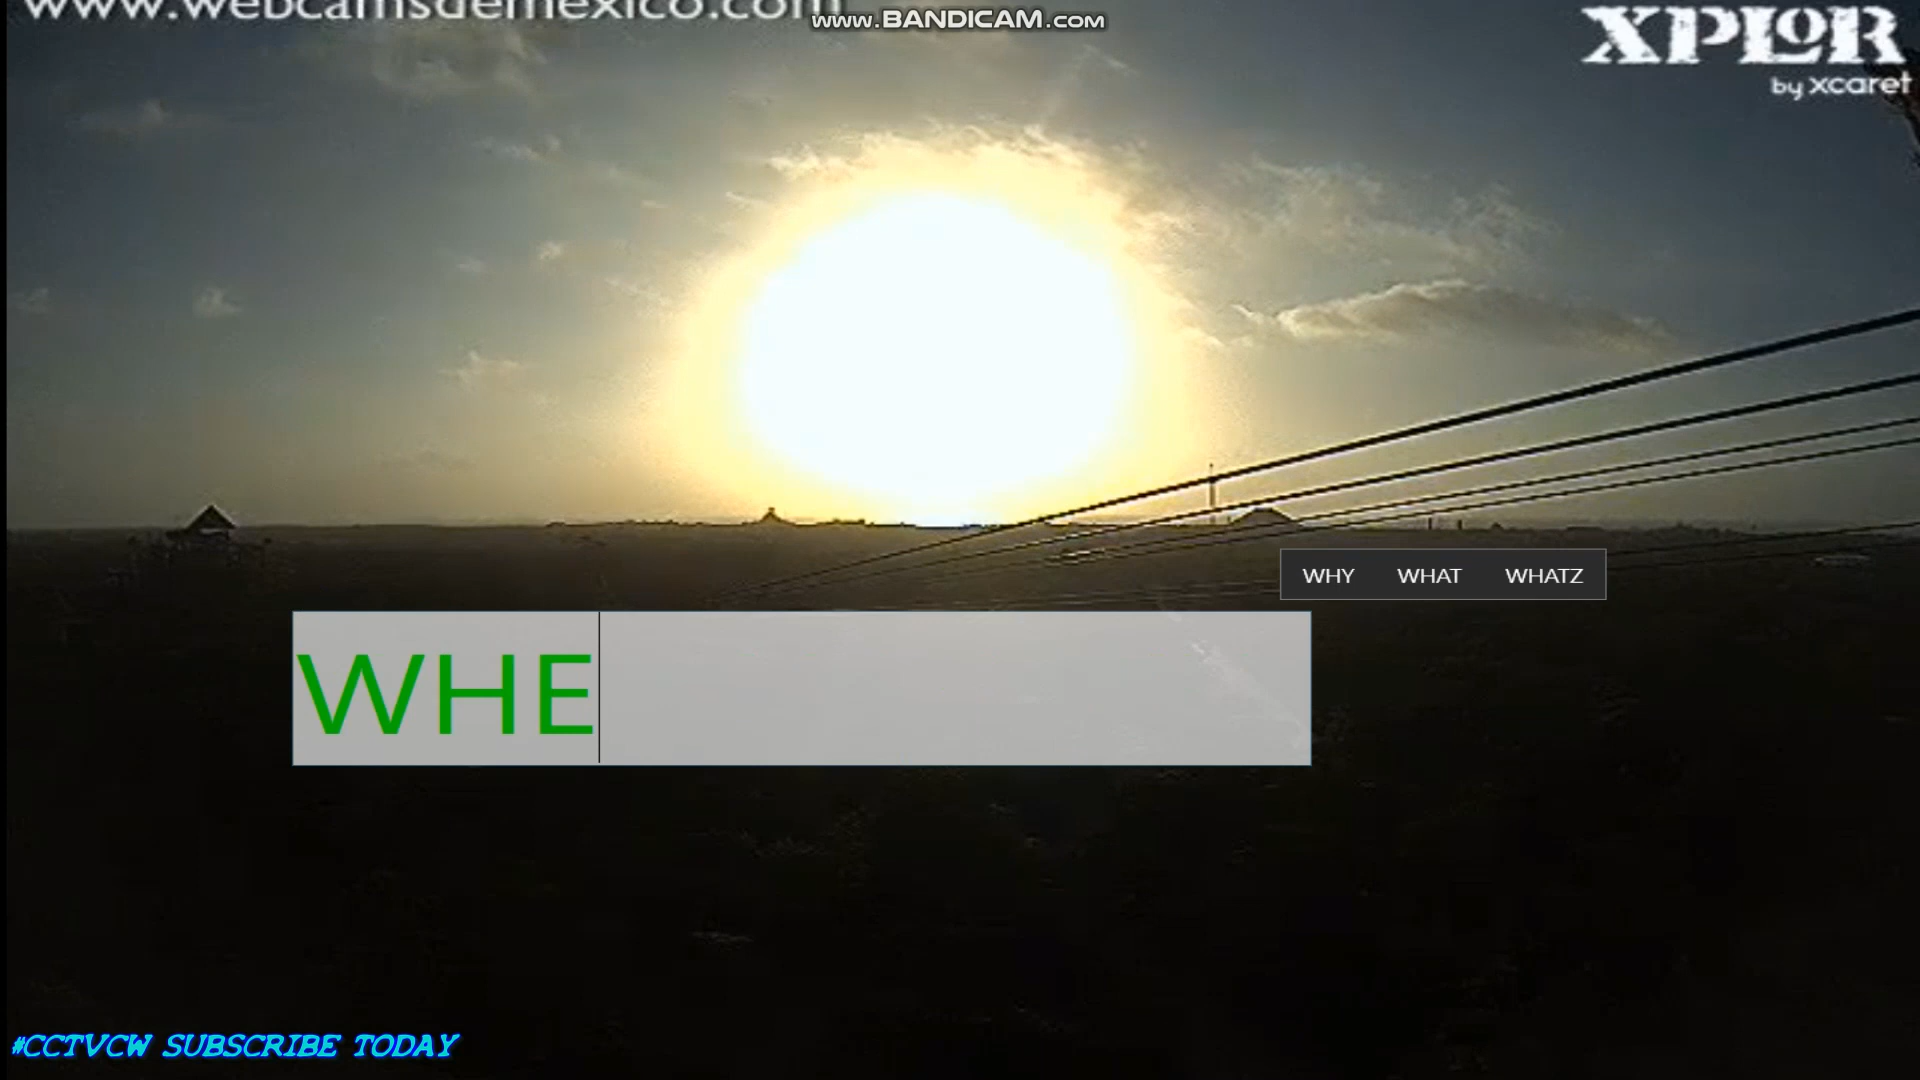 www.webcamsdemexico.com
www.BANDICAM.com
XPLOR
by xcaret
WHY WHAT WHATZ
WHE
#CCTVCW SUBSCRIBE TODAY